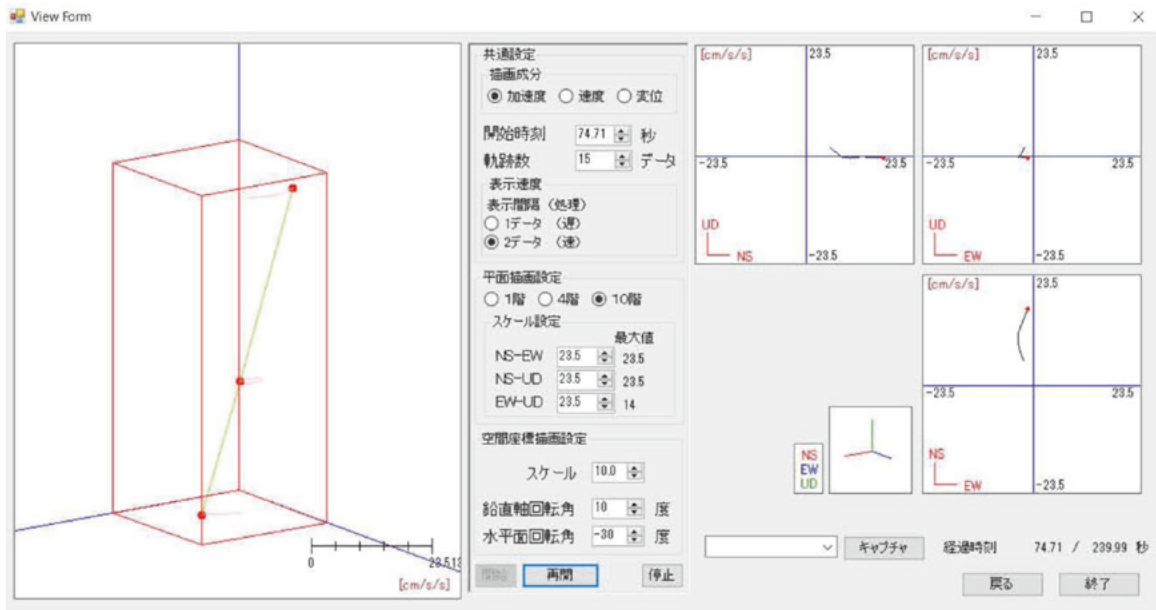 View Form
0
23.513
[cm/s/s]
共通設定
描画成分
加速度 速度 変位
開始時刻 74.71 秒
軌跡数 15 データ
表示速度
表示間隔（処理）
1データ （遅）
2データ （速）
平面描画設定
1階 4階 10階
スケール設定
最大値
NS-EW 23.5 23.5
NS-UD 23.5 23.5
EW-UD 23.5 14
空間座標描画設定
スケール 10.0
鉛直軸回転角 10 度
水平面回転角 -30 度
開始 再開 停止
[cm/s/s] 23.5
-23.5 23.5
UD
NS -23.5
[cm/s/s] 23.5
-23.5 23.5
UD
EW -23.5
[cm/s/s] 23.5
-23.5 23.5
NS
EW -23.5
NS
EW
UD
キャプチャ 経過時刻 74.71 / 239.99 秒
戻る 終了